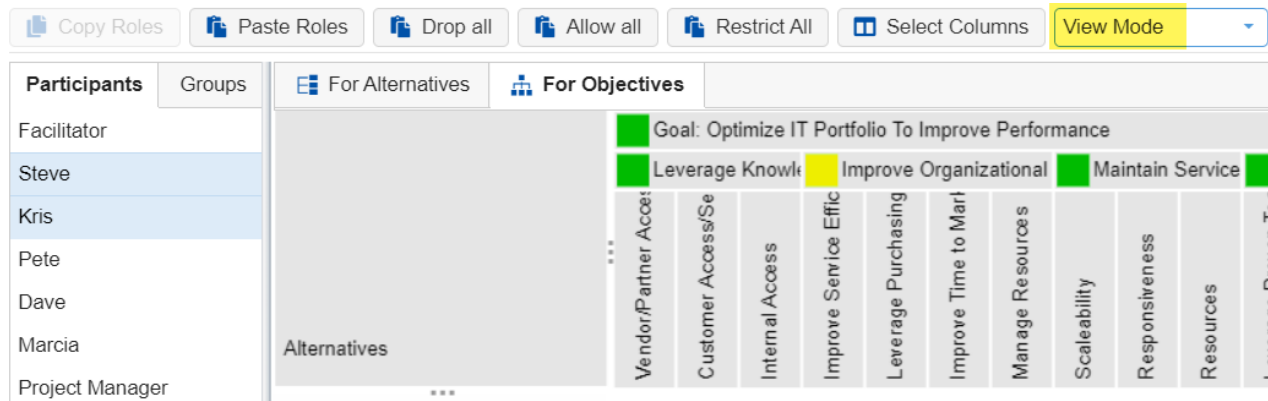 Copy Roles Paste Roles Drop all Allow all Restrict All Select Columns View Mode
Participants Groups For Alternatives For Objectives
Facilitator
Steve
Kris
Pete
Dave
Marcia
Project Manager
Goal: Optimize IT Portfolio To Improve Performance
Leverage Knowle Improve Organizational Maintain Service
Alternatives
Vendor/Partner Acces
Customer Access/Se
Internal Access
Improve Service Effic
Leverage Purchasing
Improve Time to Mark
Manage Resources
Scaleability
Responsiveness
Resources